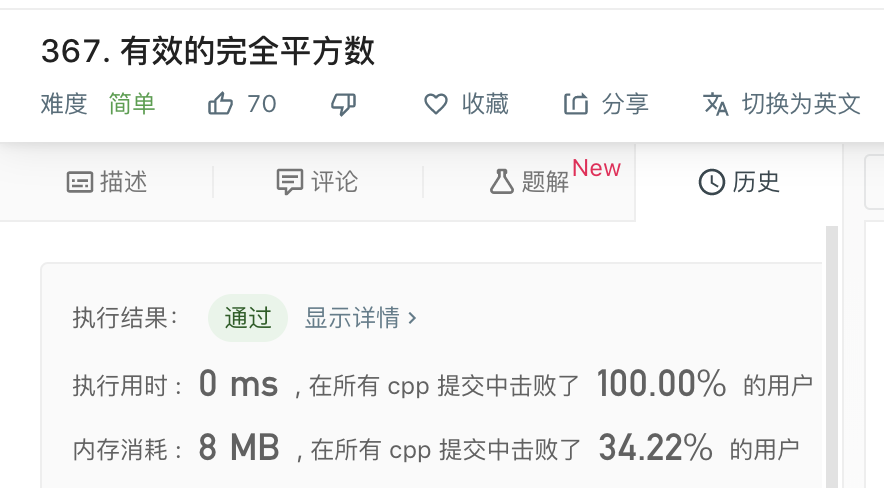 367. 有效的完全平方数
难度 简单 70 收藏 分享 切换为英文
描述 评论 题解 New 历史
执行结果： 通过 显示详情 ›
执行用时 : 0 ms , 在所有 cpp 提交中击败了 100.00% 的用户
内存消耗 : 8 MB , 在所有 cpp 提交中击败了 34.22% 的用户